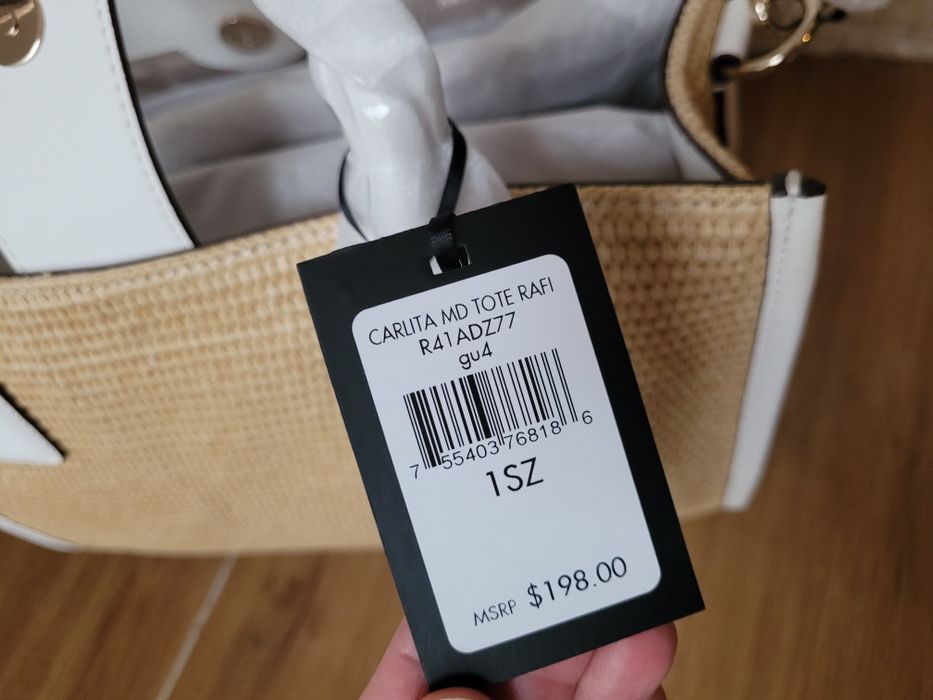 CARLITA MD TOTE RAFI
R41ADZ77
gu4
7 55403 76818 6
1SZ
MSRP $198.00